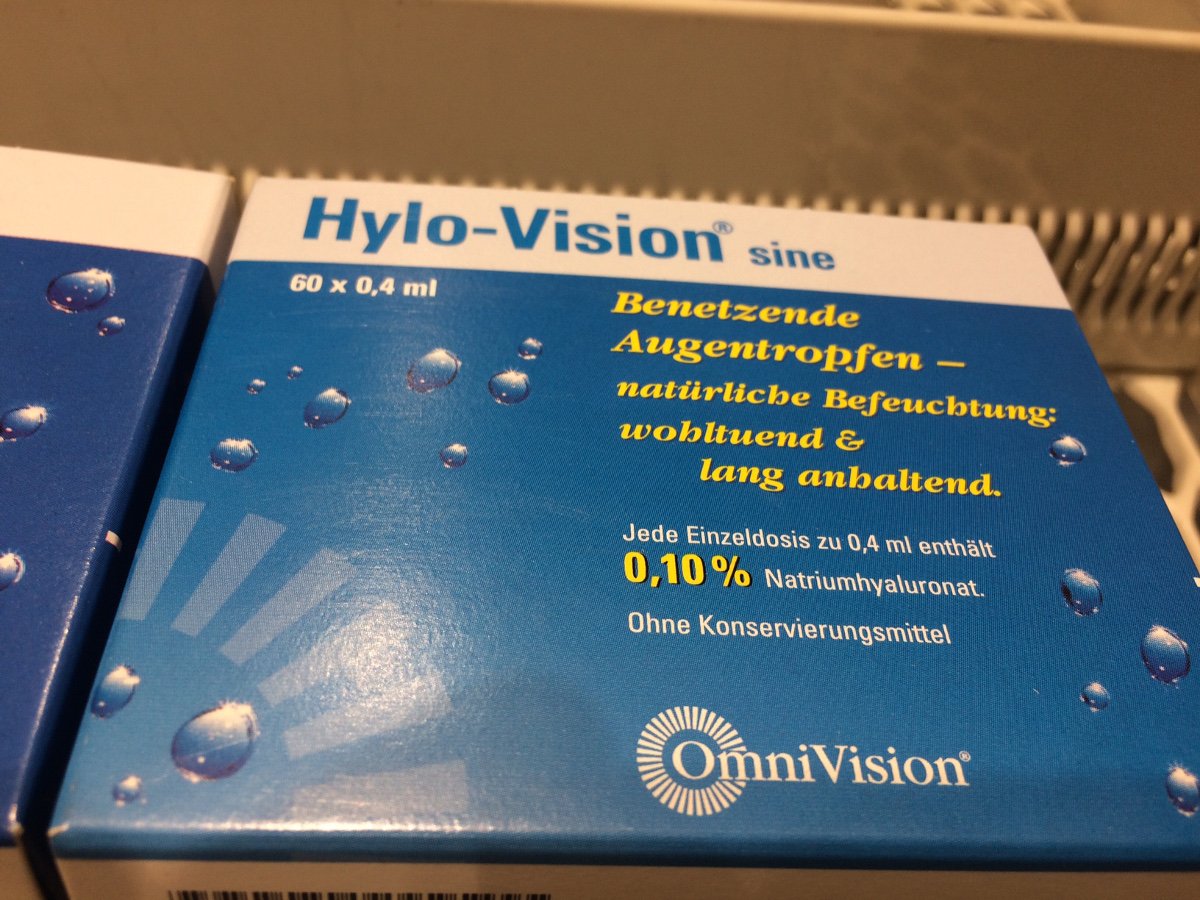 Hylo-Vision® sine
60 x 0,4 ml
Benetzende
Augentropfen –
natürliche Befeuchtung:
wohltuend &
lang anhaltend.
Jede Einzeldosis zu 0,4 ml enthält
0,10 % Natriumhyaluronat.
Ohne Konservierungsmittel
OmniVision®